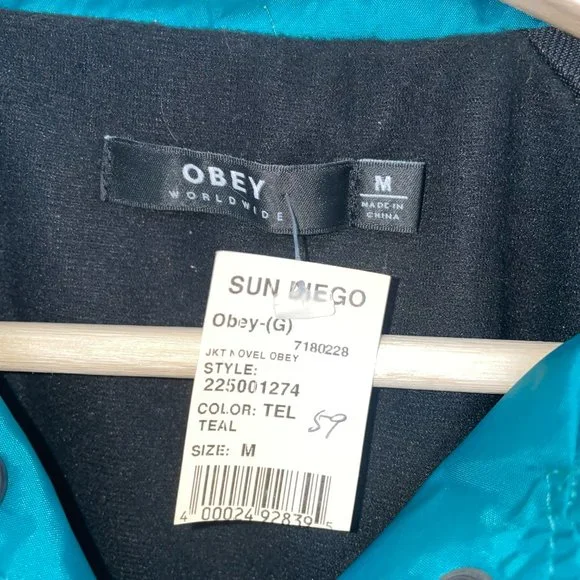 OBEY
WORLDWIDE
M
MADE IN
CHINA
SUN DIEGO
Obey-(G)
7180228
JKT NOVEL OBEY
STYLE:
225001274
COLOR: TEL
TEAL
59
SIZE: M
4 00024 92839 5